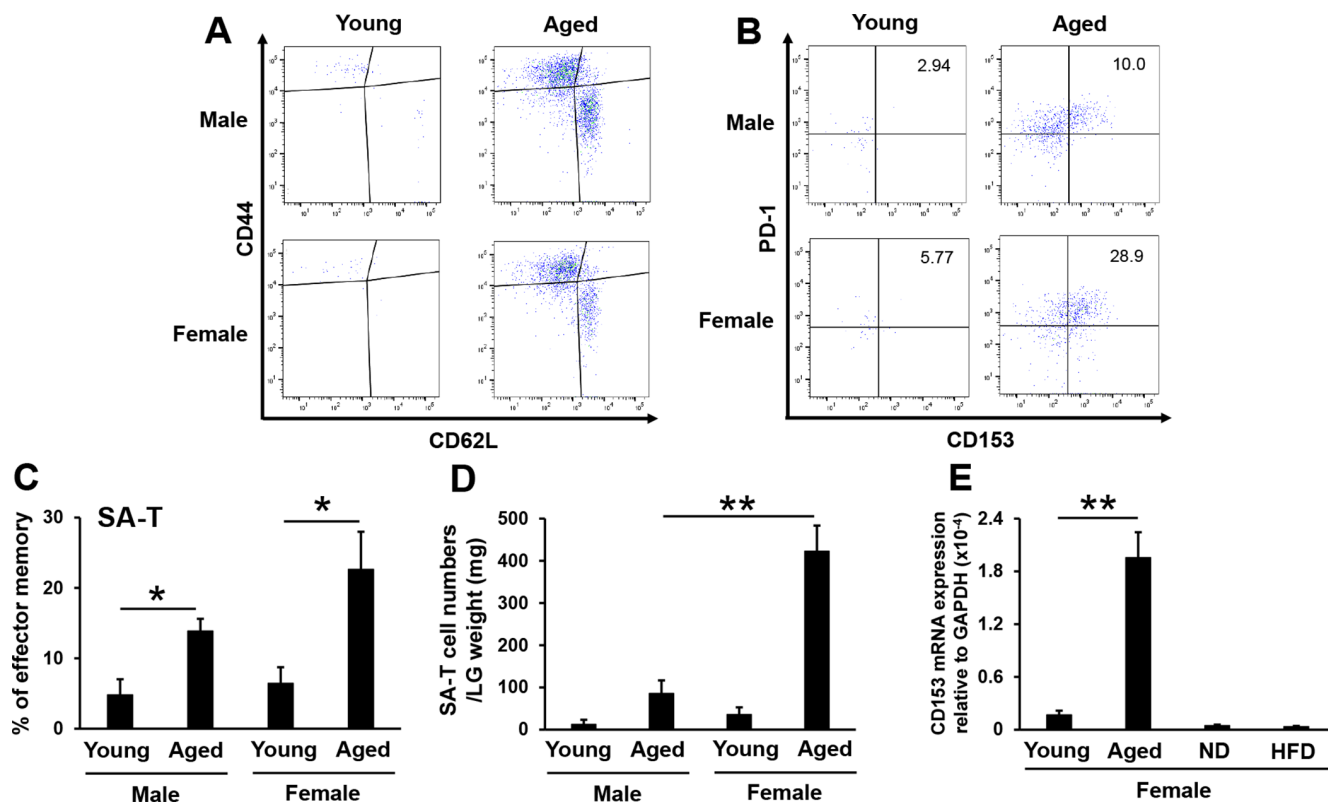 A
Young
Aged
B
Young
Aged
Male
2.94
10.0
Male
CD44
PD-1
Female
5.77
28.9
Female
CD62L
CD153
C
SA-T
% of effector memory
30
20
10
0
*
*
Young
Aged
Young
Aged
Male
Female
D
SA-T cell numbers
/LG weight (mg)
500
400
300
200
100
0
**
Young
Aged
Young
Aged
Male
Female
E
CD153 mRNA expression
relative to GAPDH (x10⁻⁴)
2.4
1.8
1.2
0.6
0
**
Young
Aged
ND
HFD
Female